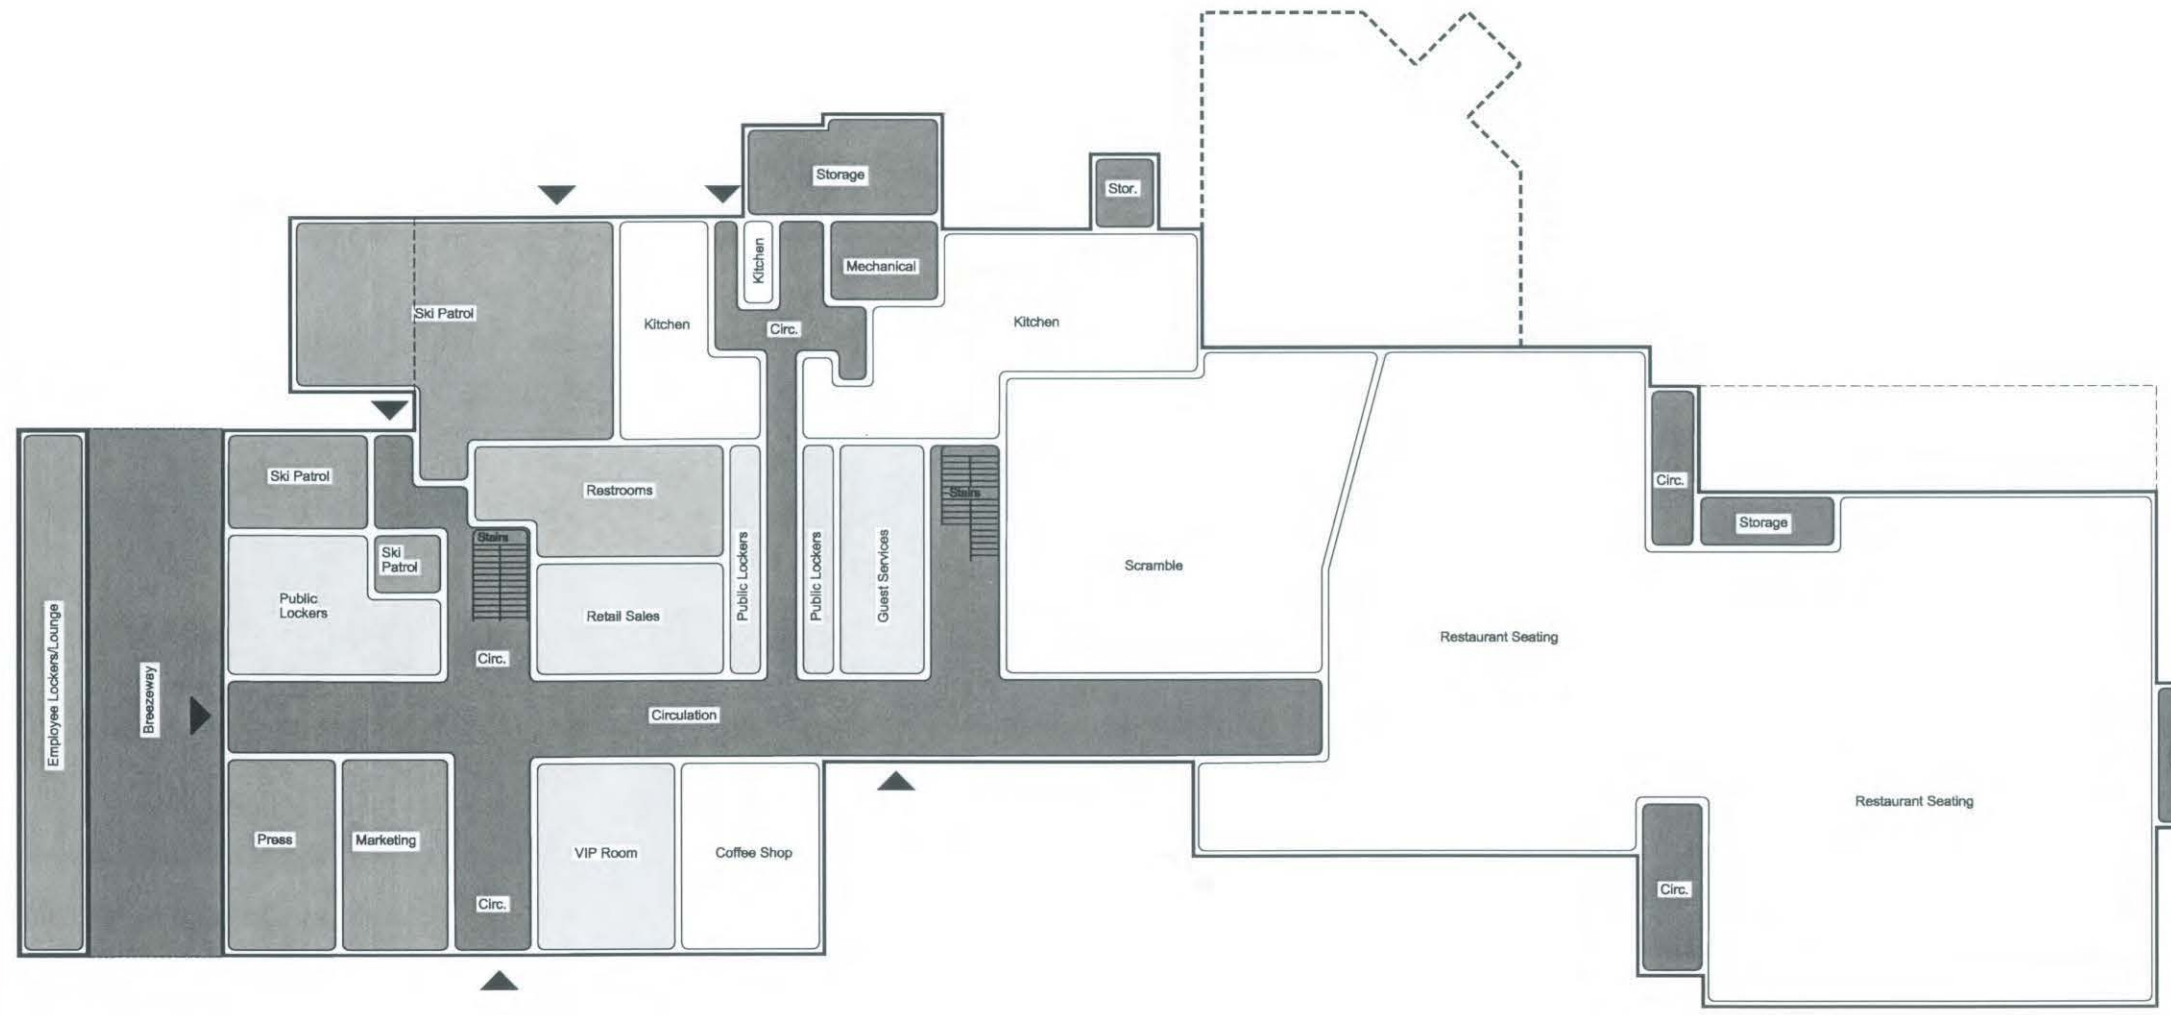 Storage
Stor.
Kitchen
Mechanical
Ski Patrol
Kitchen
Circ.
Kitchen
Ski Patrol
Restrooms
Stairs
Circ.
Storage
Stairs
Ski
Patrol
Public Lockers
Public Lockers
Guest Services
Scramble
Public
Lockers
Retail Sales
Employee Lockers/Lounge
Restaurant Seating
Circ.
Breezeway
Circulation
Restaurant Seating
Press
Marketing
VIP Room
Coffee Shop
Circ.
Circ.